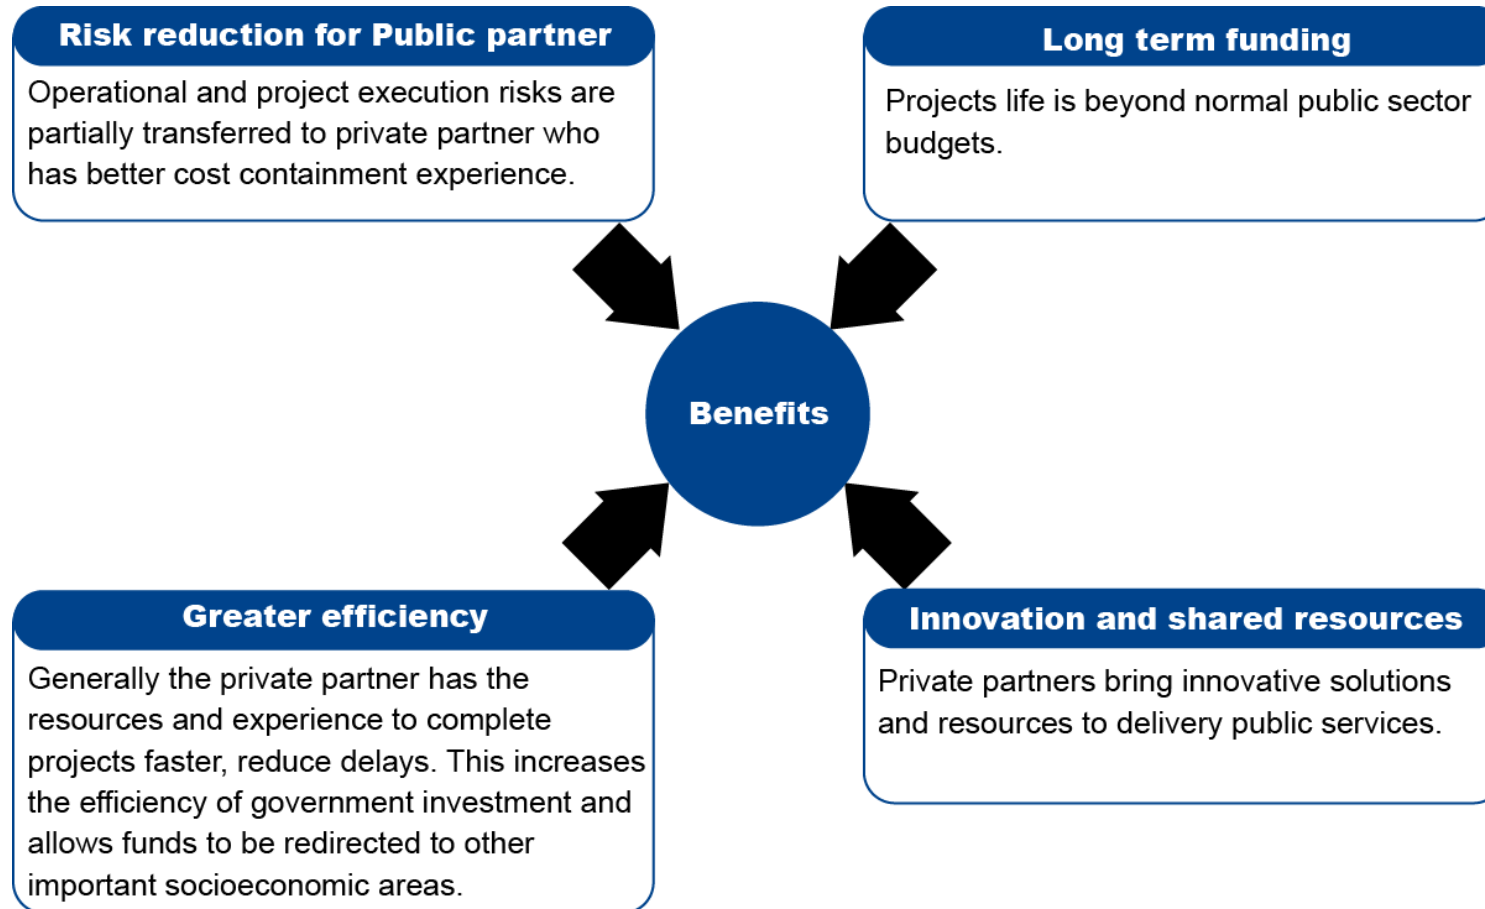 Risk reduction for Public partner
Operational and project execution risks are
partially transferred to private partner who
has better cost containment experience.
Long term funding
Projects life is beyond normal public sector
budgets.
Benefits
Greater efficiency
Generally the private partner has the
resources and experience to complete
projects faster, reduce delays. This increases
the efficiency of government investment and
allows funds to be redirected to other
important socioeconomic areas.
Innovation and shared resources
Private partners bring innovative solutions
and resources to delivery public services.